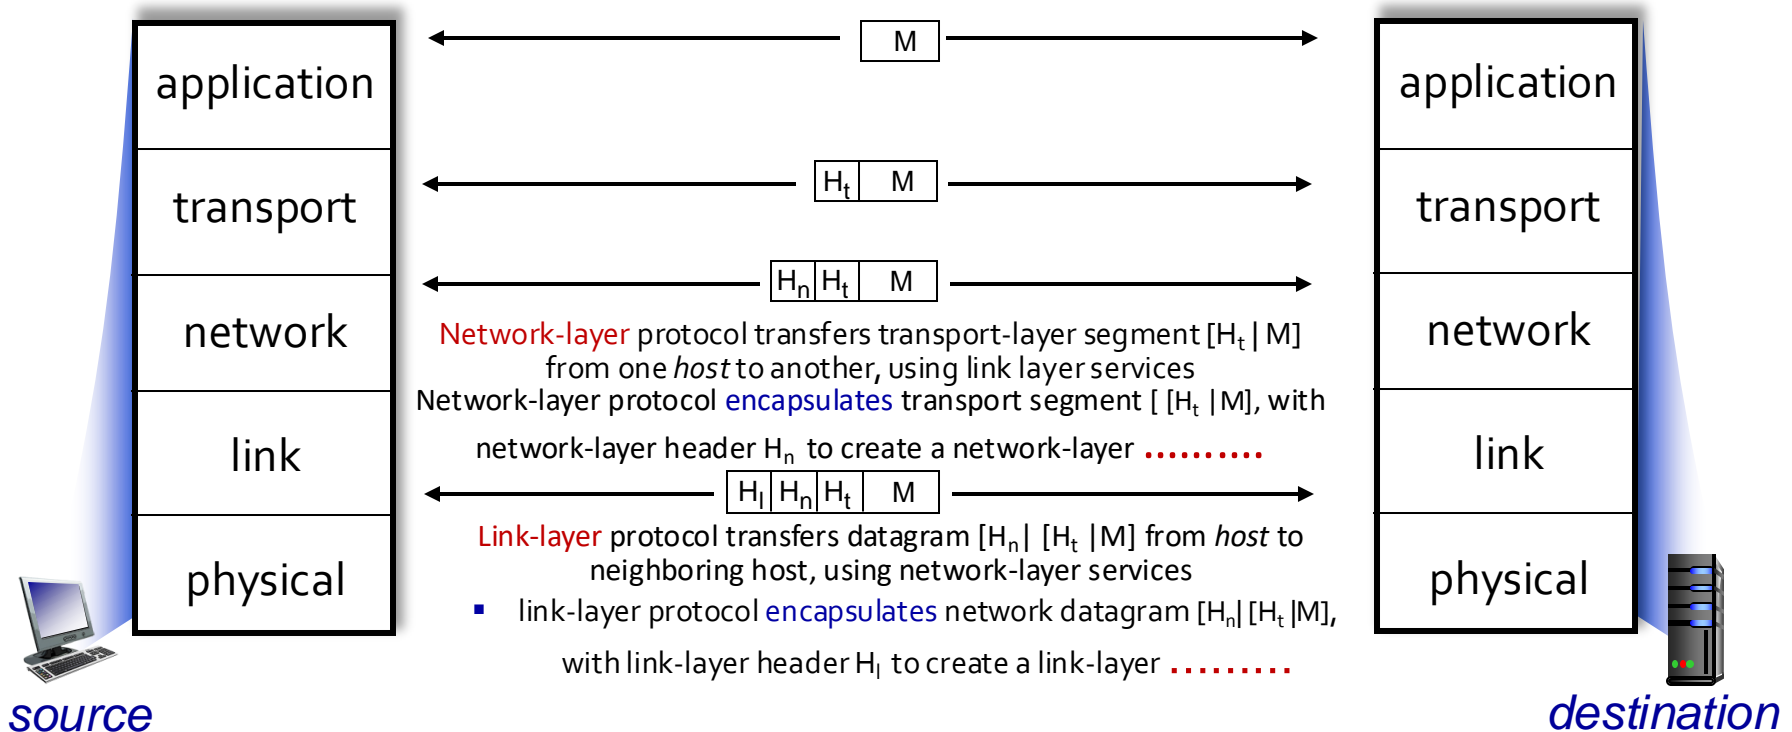 application
transport
network
link
physical
source
M
Hₜ M
Hₙ Hₜ M
Network-layer protocol transfers transport-layer segment [Hₜ | M]
from one host to another, using link layer services
Network-layer protocol encapsulates transport segment [ [Hₜ | M], with
network-layer header Hₙ to create a network-layer ..........
Hₗ Hₙ Hₜ M
Link-layer protocol transfers datagram [Hₙ| [Hₜ |M] from host to
neighboring host, using network-layer services
▪ link-layer protocol encapsulates network datagram [Hₙ| [Hₜ |M],
with link-layer header Hₗ to create a link-layer ..........
application
transport
network
link
physical
destination